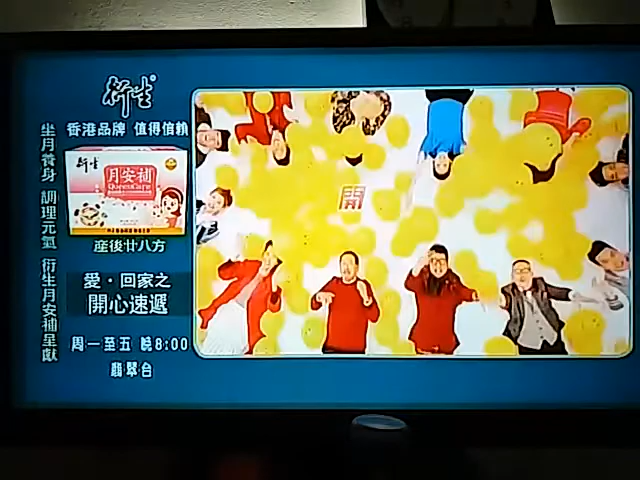 衍生
香港品牌 值得信賴
坐月養身 調理元氣 衍生月安補呈獻
衍生
月安補
產後廿八方
愛·回家之
開心速遞
周一至五 晚8:00
翡翠台
開